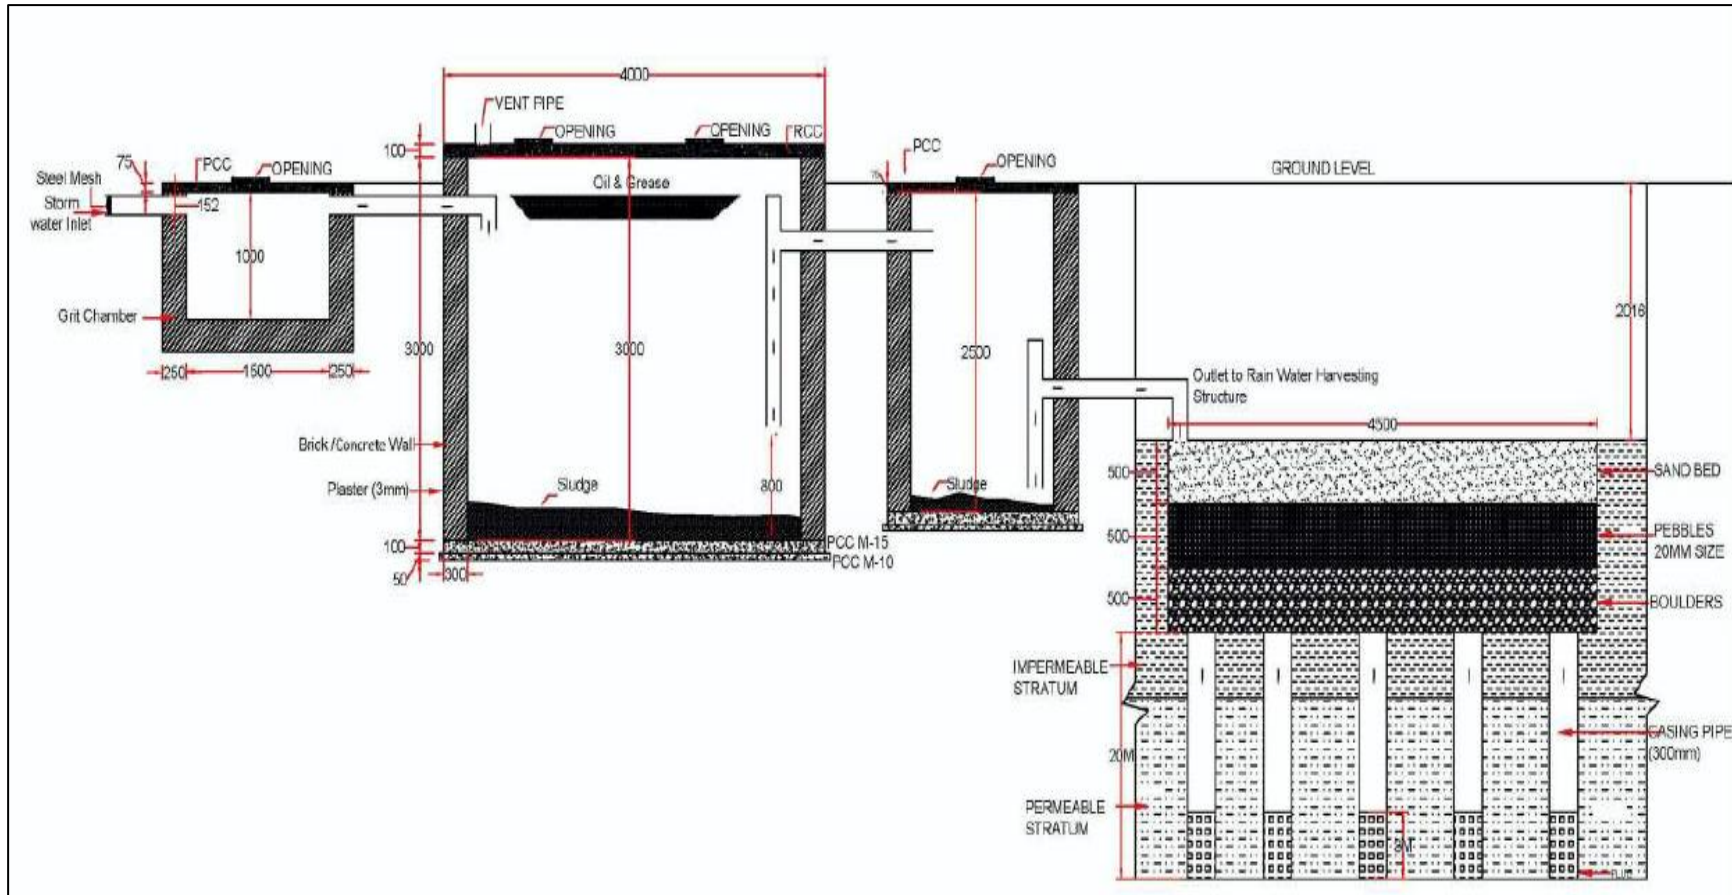 4000
VENT PIPE
OPENING
OPENING
RCC
100
75
PCC
OPENING
PCC
OPENING
GROUND LEVEL
Steel Mesh
Storm
water Inlet
152
Oil & Grease
75
1000
2016
Grit Chamber
3000
3000
2500
250
1500
250
Outlet to Rain Water Harvesting
Structure
4500
Brick /Concrete Wall
Plaster (3mm)
Sludge
800
Sludge
500
SAND BED
500
PEBBLES
20MM SIZE
100
PCC M-15
50
300
PCC M-10
500
BOULDERS
IMPERMEABLE
STRATUM
20M
CASING PIPE
(300mm)
PERMEABLE
STRATUM
3M
PLUG